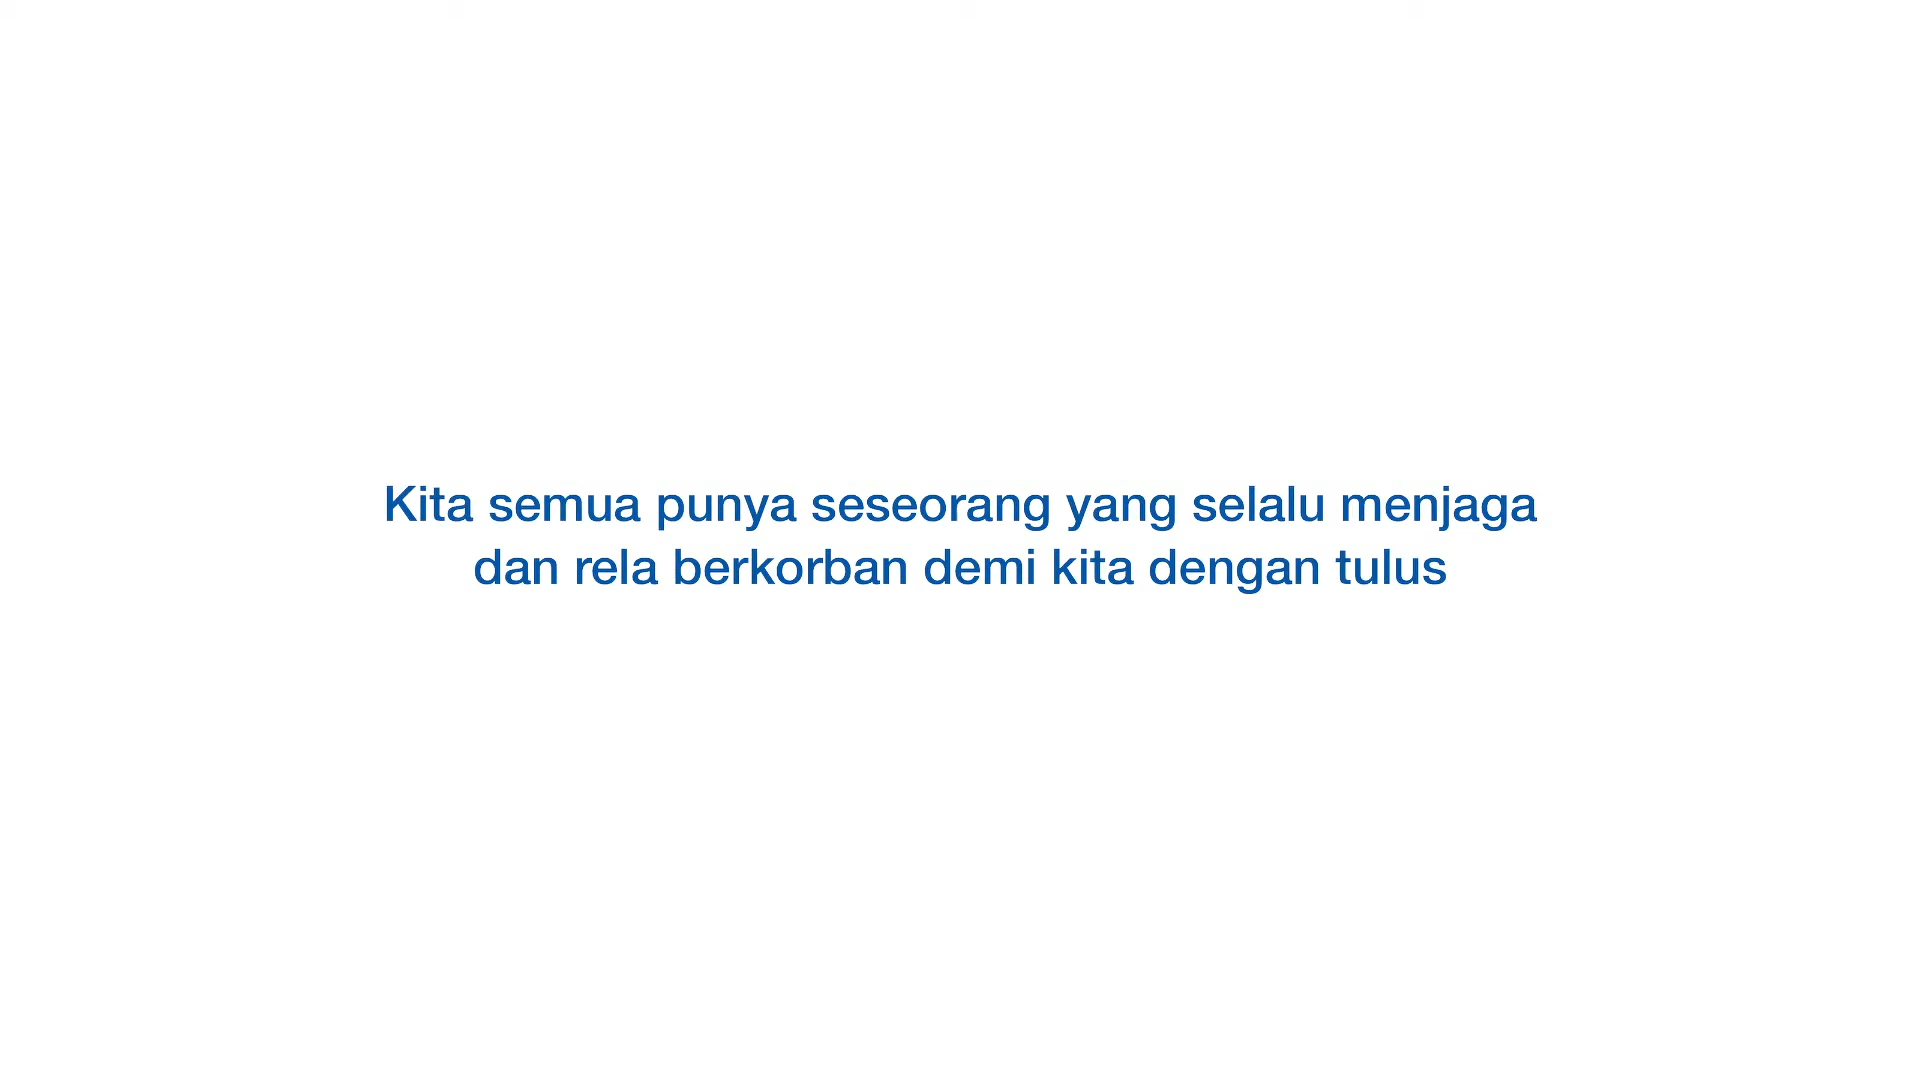 Kita semua punya seseorang yang selalu menjaga
dan rela berkorban demi kita dengan tulus